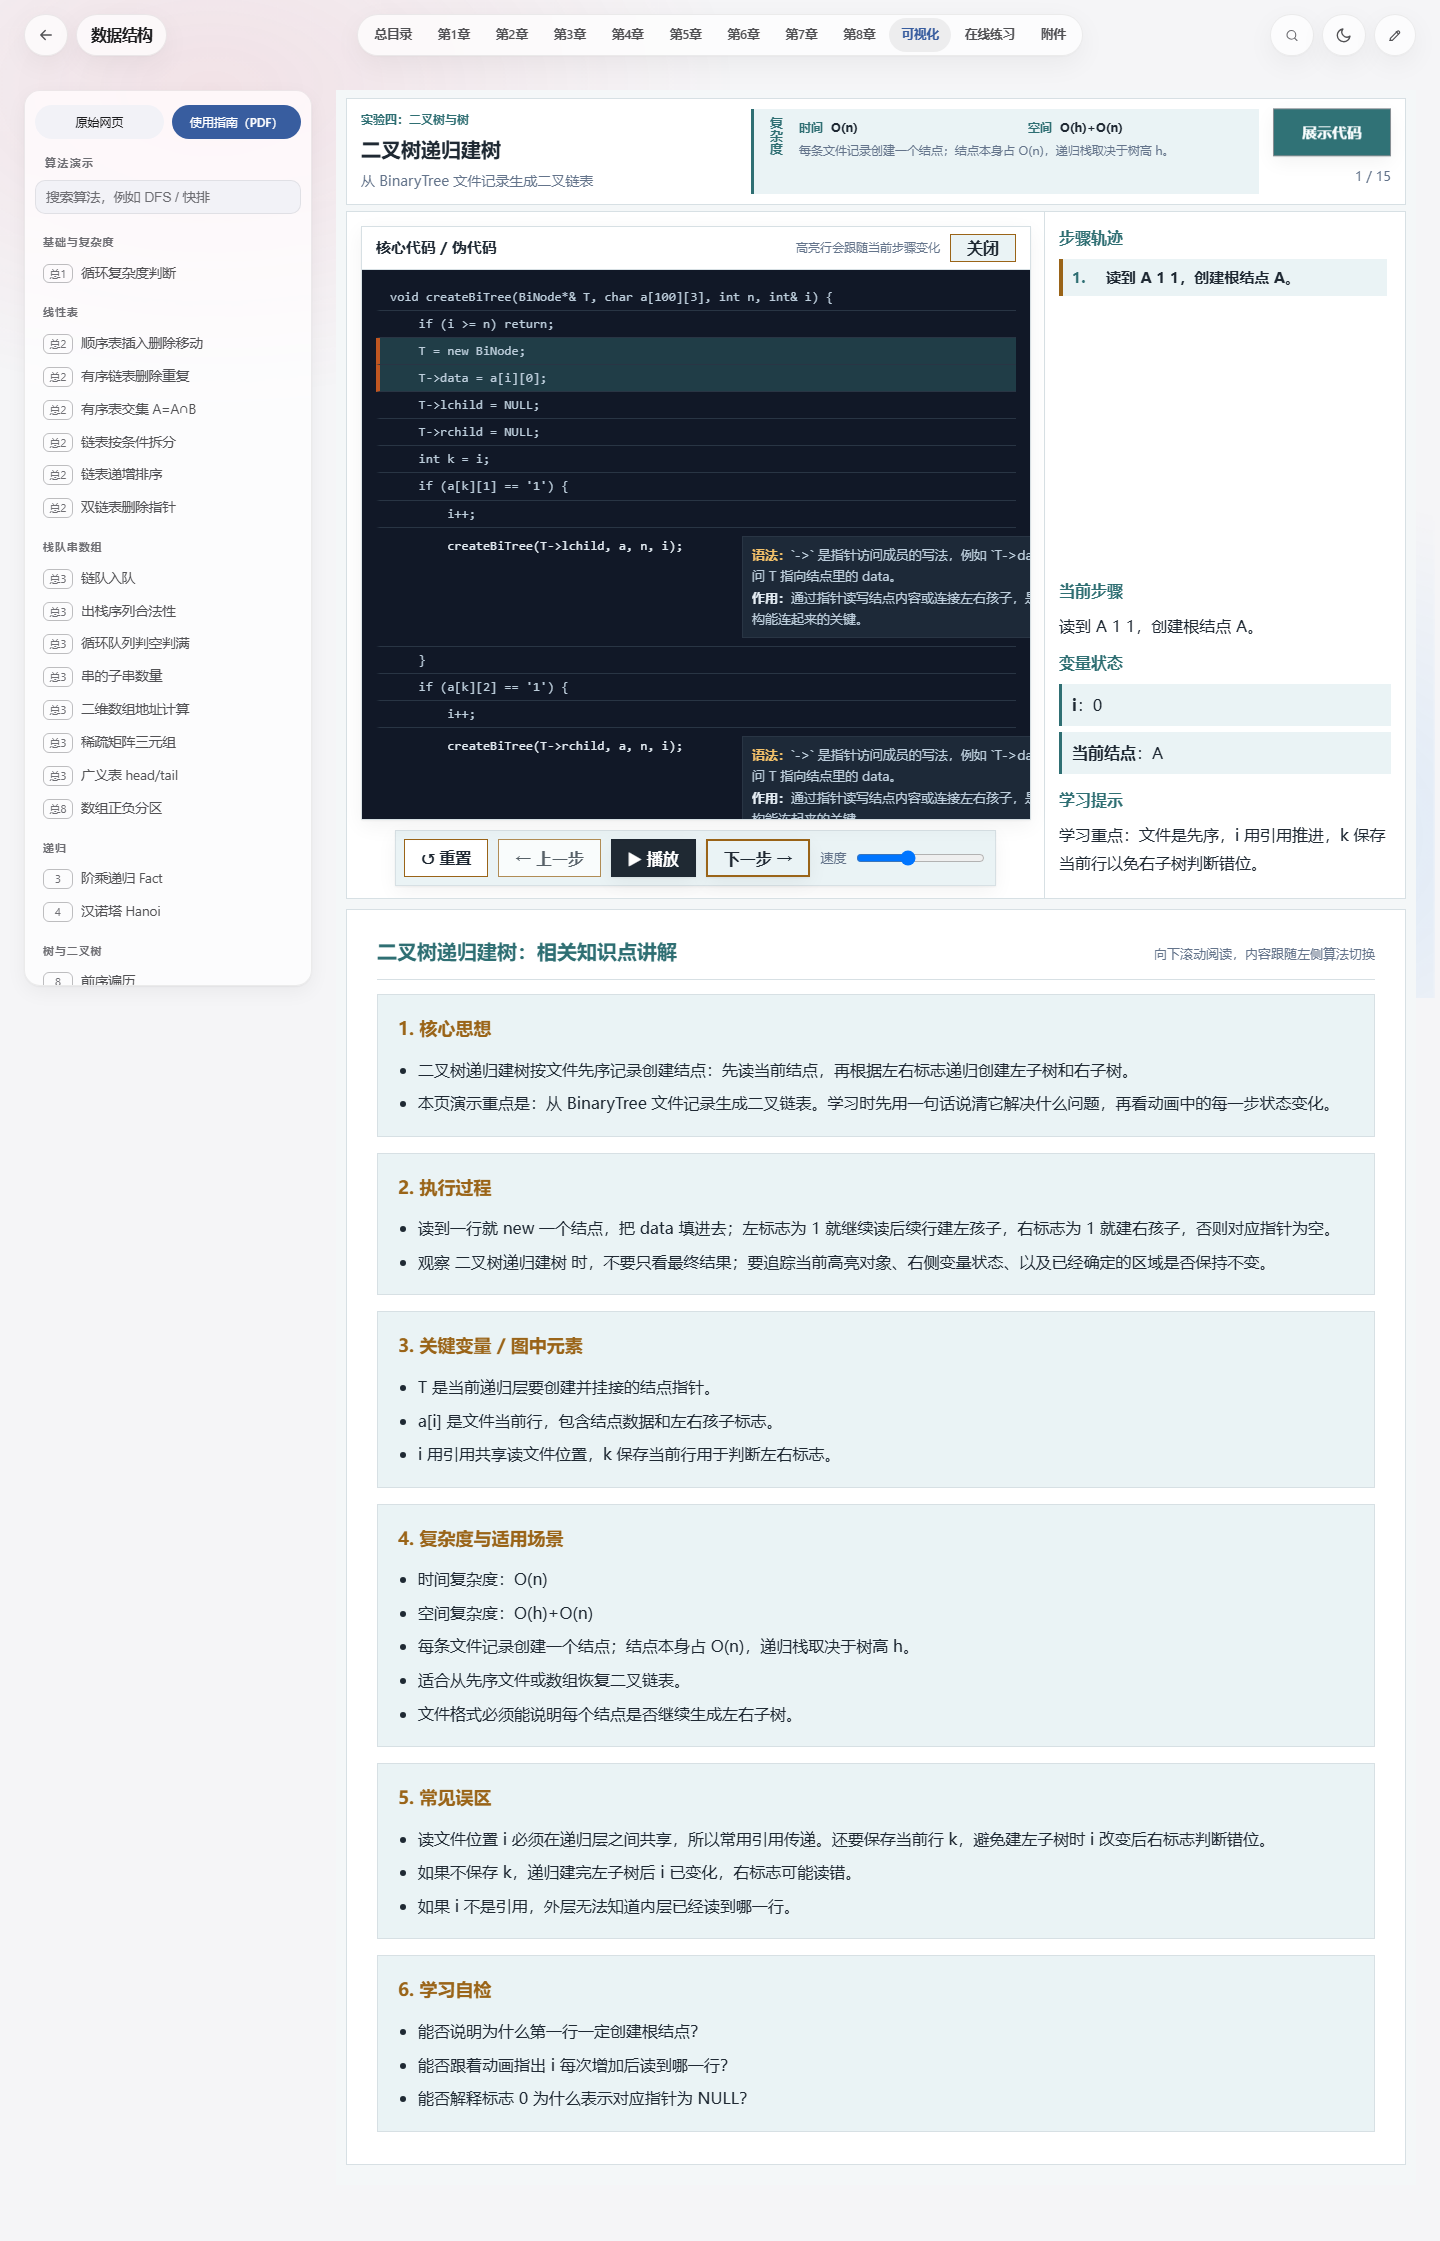 数据结构
总目录 第1章 第2章 第3章 第4章 第5章 第6章 第7章 第8章 可视化 在线练习 附件
原始网页 使用指南（PDF）
算法演示
搜索算法，例如 DFS / 快排
基础与复杂度
总1 循环复杂度判断
线性表
总2 顺序表插入删除移动
总2 有序链表删除重复
总2 有序表交集 A=A∩B
总2 链表按条件拆分
总2 链表递增排序
总2 双链表删除指针
栈队串数组
总3 链队入队
总3 出栈序列合法性
总3 循环队列判空判满
总3 串的子串数量
总3 二维数组地址计算
总3 稀疏矩阵三元组
总3 广义表 head/tail
总8 数组正负分区
递归
3 阶乘递归 Fact
4 汉诺塔 Hanoi
树与二叉树
8 前序遍历
实验四：二叉树与树
二叉树递归建树
从 BinaryTree 文件记录生成二叉链表
复杂度
时间 O(n) 空间 O(h)+O(n)
每条文件记录创建一个结点；结点本身占 O(n)，递归栈取决于树高 h。
展示代码
1 / 15
核心代码 / 伪代码 高亮行会跟随当前步骤变化 关闭
void createBiTree(BiNode*& T, char a[100][3], int n, int& i) {
if (i >= n) return;
T = new BiNode;
T->data = a[i][0];
T->lchild = NULL;
T->rchild = NULL;
int k = i;
if (a[k][1] == '1') {
i++;
createBiTree(T->lchild, a, n, i);
语法：`->` 是指针访问成员的写法，例如 `T->da
问 T 指向结点里的 data。
作用：通过指针读写结点内容或连接左右孩子，是
构能连起来的关键。
}
if (a[k][2] == '1') {
i++;
createBiTree(T->rchild, a, n, i);
语法：`->` 是指针访问成员的写法，例如 `T->da
问 T 指向结点里的 data。
作用：通过指针读写结点内容或连接左右孩子，是
构能连起来的关键。
↺ 重置 ← 上一步 ▶ 播放 下一步 → 速度
步骤轨迹
1. 读到 A 1 1，创建根结点 A。
当前步骤
读到 A 1 1，创建根结点 A。
变量状态
i：0
当前结点：A
学习提示
学习重点：文件是先序，i 用引用推进，k 保存
当前行以免右子树判断错位。
二叉树递归建树：相关知识点讲解 向下滚动阅读，内容跟随左侧算法切换
1. 核心思想
• 二叉树递归建树按文件先序记录创建结点：先读当前结点，再根据左右标志递归创建左子树和右子树。
• 本页演示重点是：从 BinaryTree 文件记录生成二叉链表。学习时先用一句话说清它解决什么问题，再看动画中的每一步状态变化。
2. 执行过程
• 读到一行就 new 一个结点，把 data 填进去；左标志为 1 就继续读后续行建左孩子，右标志为 1 就建右孩子，否则对应指针为空。
• 观察 二叉树递归建树 时，不要只看最终结果；要追踪当前高亮对象、右侧变量状态、以及已经确定的区域是否保持不变。
3. 关键变量 / 图中元素
• T 是当前递归层要创建并挂接的结点指针。
• a[i] 是文件当前行，包含结点数据和左右孩子标志。
• i 用引用共享读文件位置，k 保存当前行用于判断左右标志。
4. 复杂度与适用场景
• 时间复杂度：O(n)
• 空间复杂度：O(h)+O(n)
• 每条文件记录创建一个结点；结点本身占 O(n)，递归栈取决于树高 h。
• 适合从先序文件或数组恢复二叉链表。
• 文件格式必须能说明每个结点是否继续生成左右子树。
5. 常见误区
• 读文件位置 i 必须在递归层之间共享，所以常用引用传递。还要保存当前行 k，避免建左子树时 i 改变后右标志判断错位。
• 如果不保存 k，递归建完左子树后 i 已变化，右标志可能读错。
• 如果 i 不是引用，外层无法知道内层已经读到哪一行。
6. 学习自检
• 能否说明为什么第一行一定创建根结点？
• 能否跟着动画指出 i 每次增加后读到哪一行？
• 能否解释标志 0 为什么表示对应指针为 NULL？